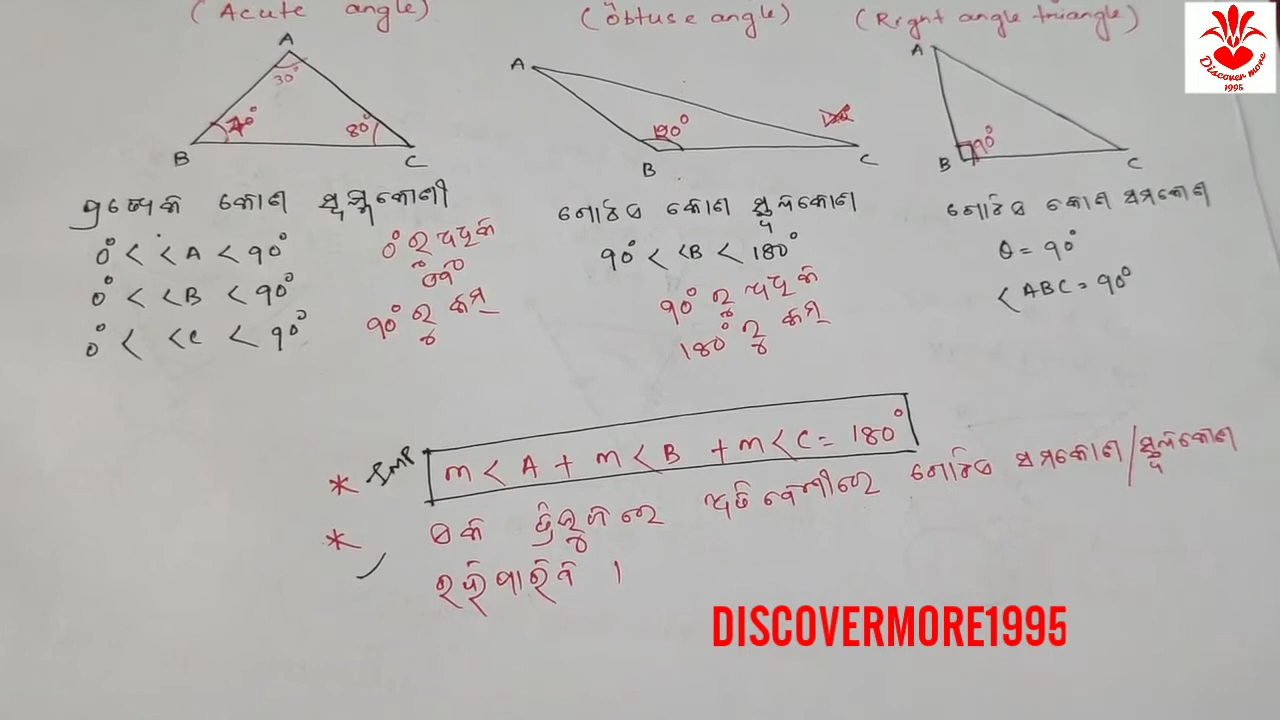 (Acute angle)
(Obtuse angle)
(Right angle triangle)
Discover more
1995
A
30°
80°
B
C
A
120°
B
C
A
90°
B
C
ପ୍ରତ୍ୟେକ କୋଣ ସୂକ୍ଷ୍ମକୋଣୀ
0° < <A < 90°
0° < <B < 90°
0° < <C < 90°
0° ରୁ ଅଧିକ
90° ରୁ କମ୍
ଗୋଟିଏ କୋଣ ସ୍ଥୁଳକୋଣ
90° < <B < 180°
90° ରୁ ଅଧିକ
180° ରୁ କମ୍
ଗୋଟିଏ କୋଣ ସମକୋଣ
θ = 90°
<ABC = 90°
* IMP m<A + m<B + m<C = 180°
* ଏକ ତ୍ରିଭୁଜରେ ଅତି ବେଶୀରେ ଗୋଟିଏ ସମକୋଣ/ସ୍ଥୁଳକୋଣ
ରହିପାରିବ ।
DISCOVERMORE1995